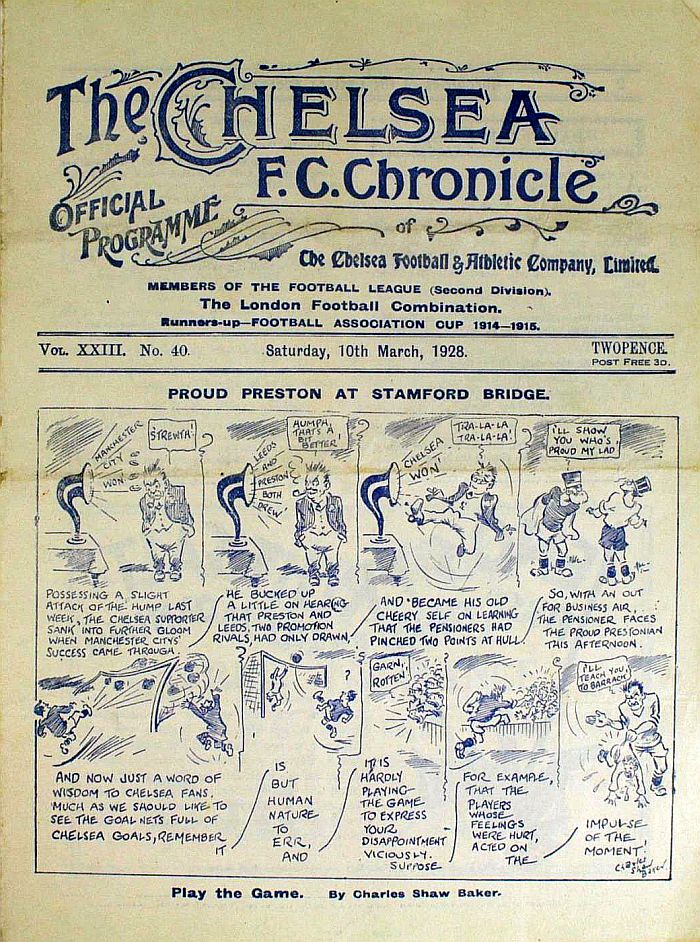 The CHELSEA
F.C. Chronicle
OFFICIAL
PROGRAMME
of
The Chelsea Football & Athletic Company, Limited.
MEMBERS OF THE FOOTBALL LEAGUE (Second Division).
The London Football Combination.
Runners-up—FOOTBALL ASSOCIATION CUP 1914-1915.
VOL. XXIII. No. 40.
Saturday, 10th March, 1928.
TWOPENCE.
POST FREE 3D.
PROUD PRESTON AT STAMFORD BRIDGE.
MANCHESTER
CITY
WON
STREWTH!
LEEDS
AND
PRESTON
BOTH
DREW!
HUMPH,
THAT'S A
BIT
BETTER!
CHELSEA
WON!
TRA-LA-LA
TRA-LA-LA!
I'LL SHOW
YOU WHO'S
PROUD MY LAD
POSSESSING A SLIGHT
ATTACK OF THE HUMP LAST
WEEK, THE CHELSEA SUPPORTER
SANK INTO FURTHER GLOOM
WHEN MANCHESTER CITY'S
SUCCESS CAME THROUGH.
HE BUCKED UP
A LITTLE ON HEARING
THAT PRESTON AND
LEEDS, TWO PROMOTION
RIVALS, HAD ONLY DRAWN,
AND BECAME HIS OLD
CHEERY SELF ON LEARNING
THAT THE PENSIONERS HAD
PINCHED TWO POINTS AT HULL.
SO, WITH AN OUT
FOR BUSINESS AIR,
THE PENSIONER FACES
THE PROUD PRESTONIAN
THIS AFTERNOON.
?
?
GARN,
ROTTEN!
I'LL
TEACH YOU
TO BARRACK!
AND NOW JUST A WORD OF
WISDOM TO CHELSEA FANS.
MUCH AS WE SHOULD LIKE TO
SEE THE GOAL NETS FULL OF
CHELSEA GOALS, REMEMBER
IT
IS
BUT
HUMAN
NATURE
TO
ERR,
AND
IT IS
HARDLY
PLAYING
THE GAME
TO EXPRESS
YOUR
DISAPPOINTMENT
VICIOUSLY.
SUPPOSE
FOR EXAMPLE,
THAT THE
PLAYERS
WHOSE
FEELINGS
WERE HURT,
ACTED ON
THE
IMPULSE
OF THE
MOMENT!
Charles
Shaw
Baker
Play the Game. By Charles Shaw Baker.